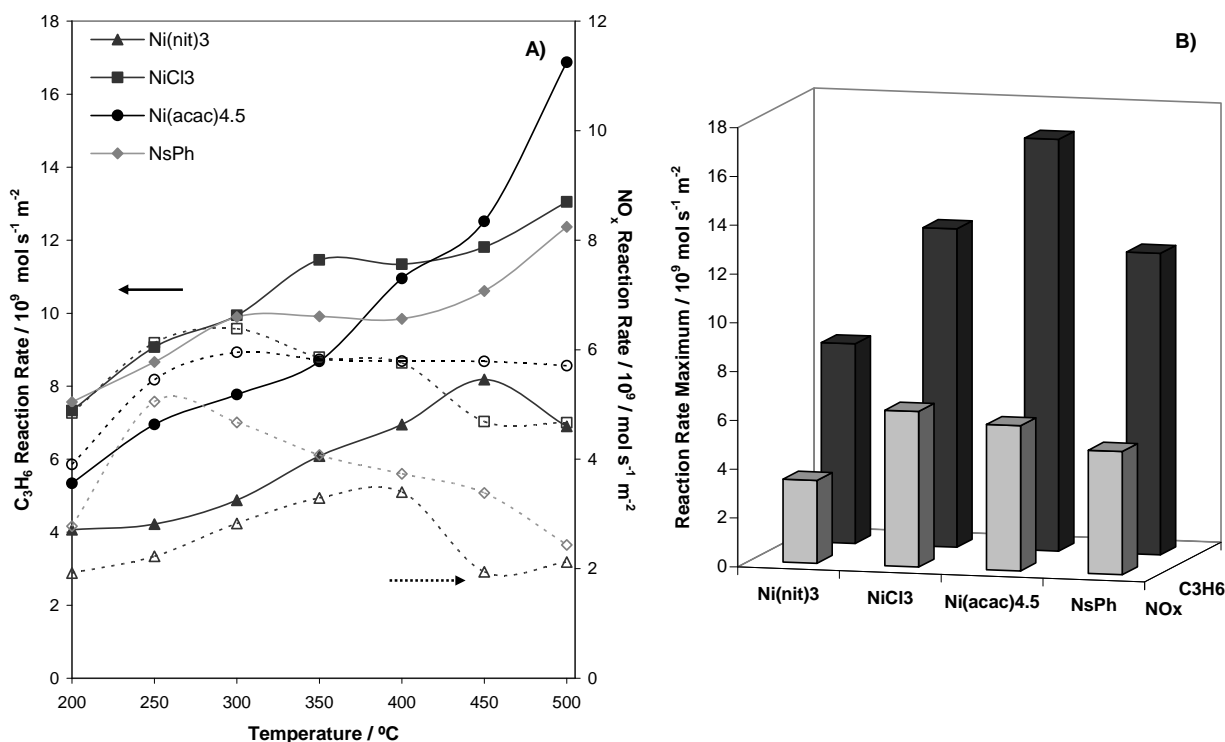 A)
Ni(nit)3
NiCl3
Ni(acac)4.5
NsPh
C₃H₆ Reaction Rate / 10⁹ mol s⁻¹ m⁻²
18
16
14
12
10
8
6
4
2
0
NOₓ Reaction Rate / 10⁹ / mol s⁻¹ m⁻²
12
10
8
6
4
2
0
200 250 300 350 400 450 500
Temperature / ºC
B)
Reaction Rate Maximum / 10⁹ mol s⁻¹ m⁻²
18
16
14
12
10
8
6
4
2
0
Ni(nit)3 NiCl3 Ni(acac)4.5 NsPh
C3H6
NOx